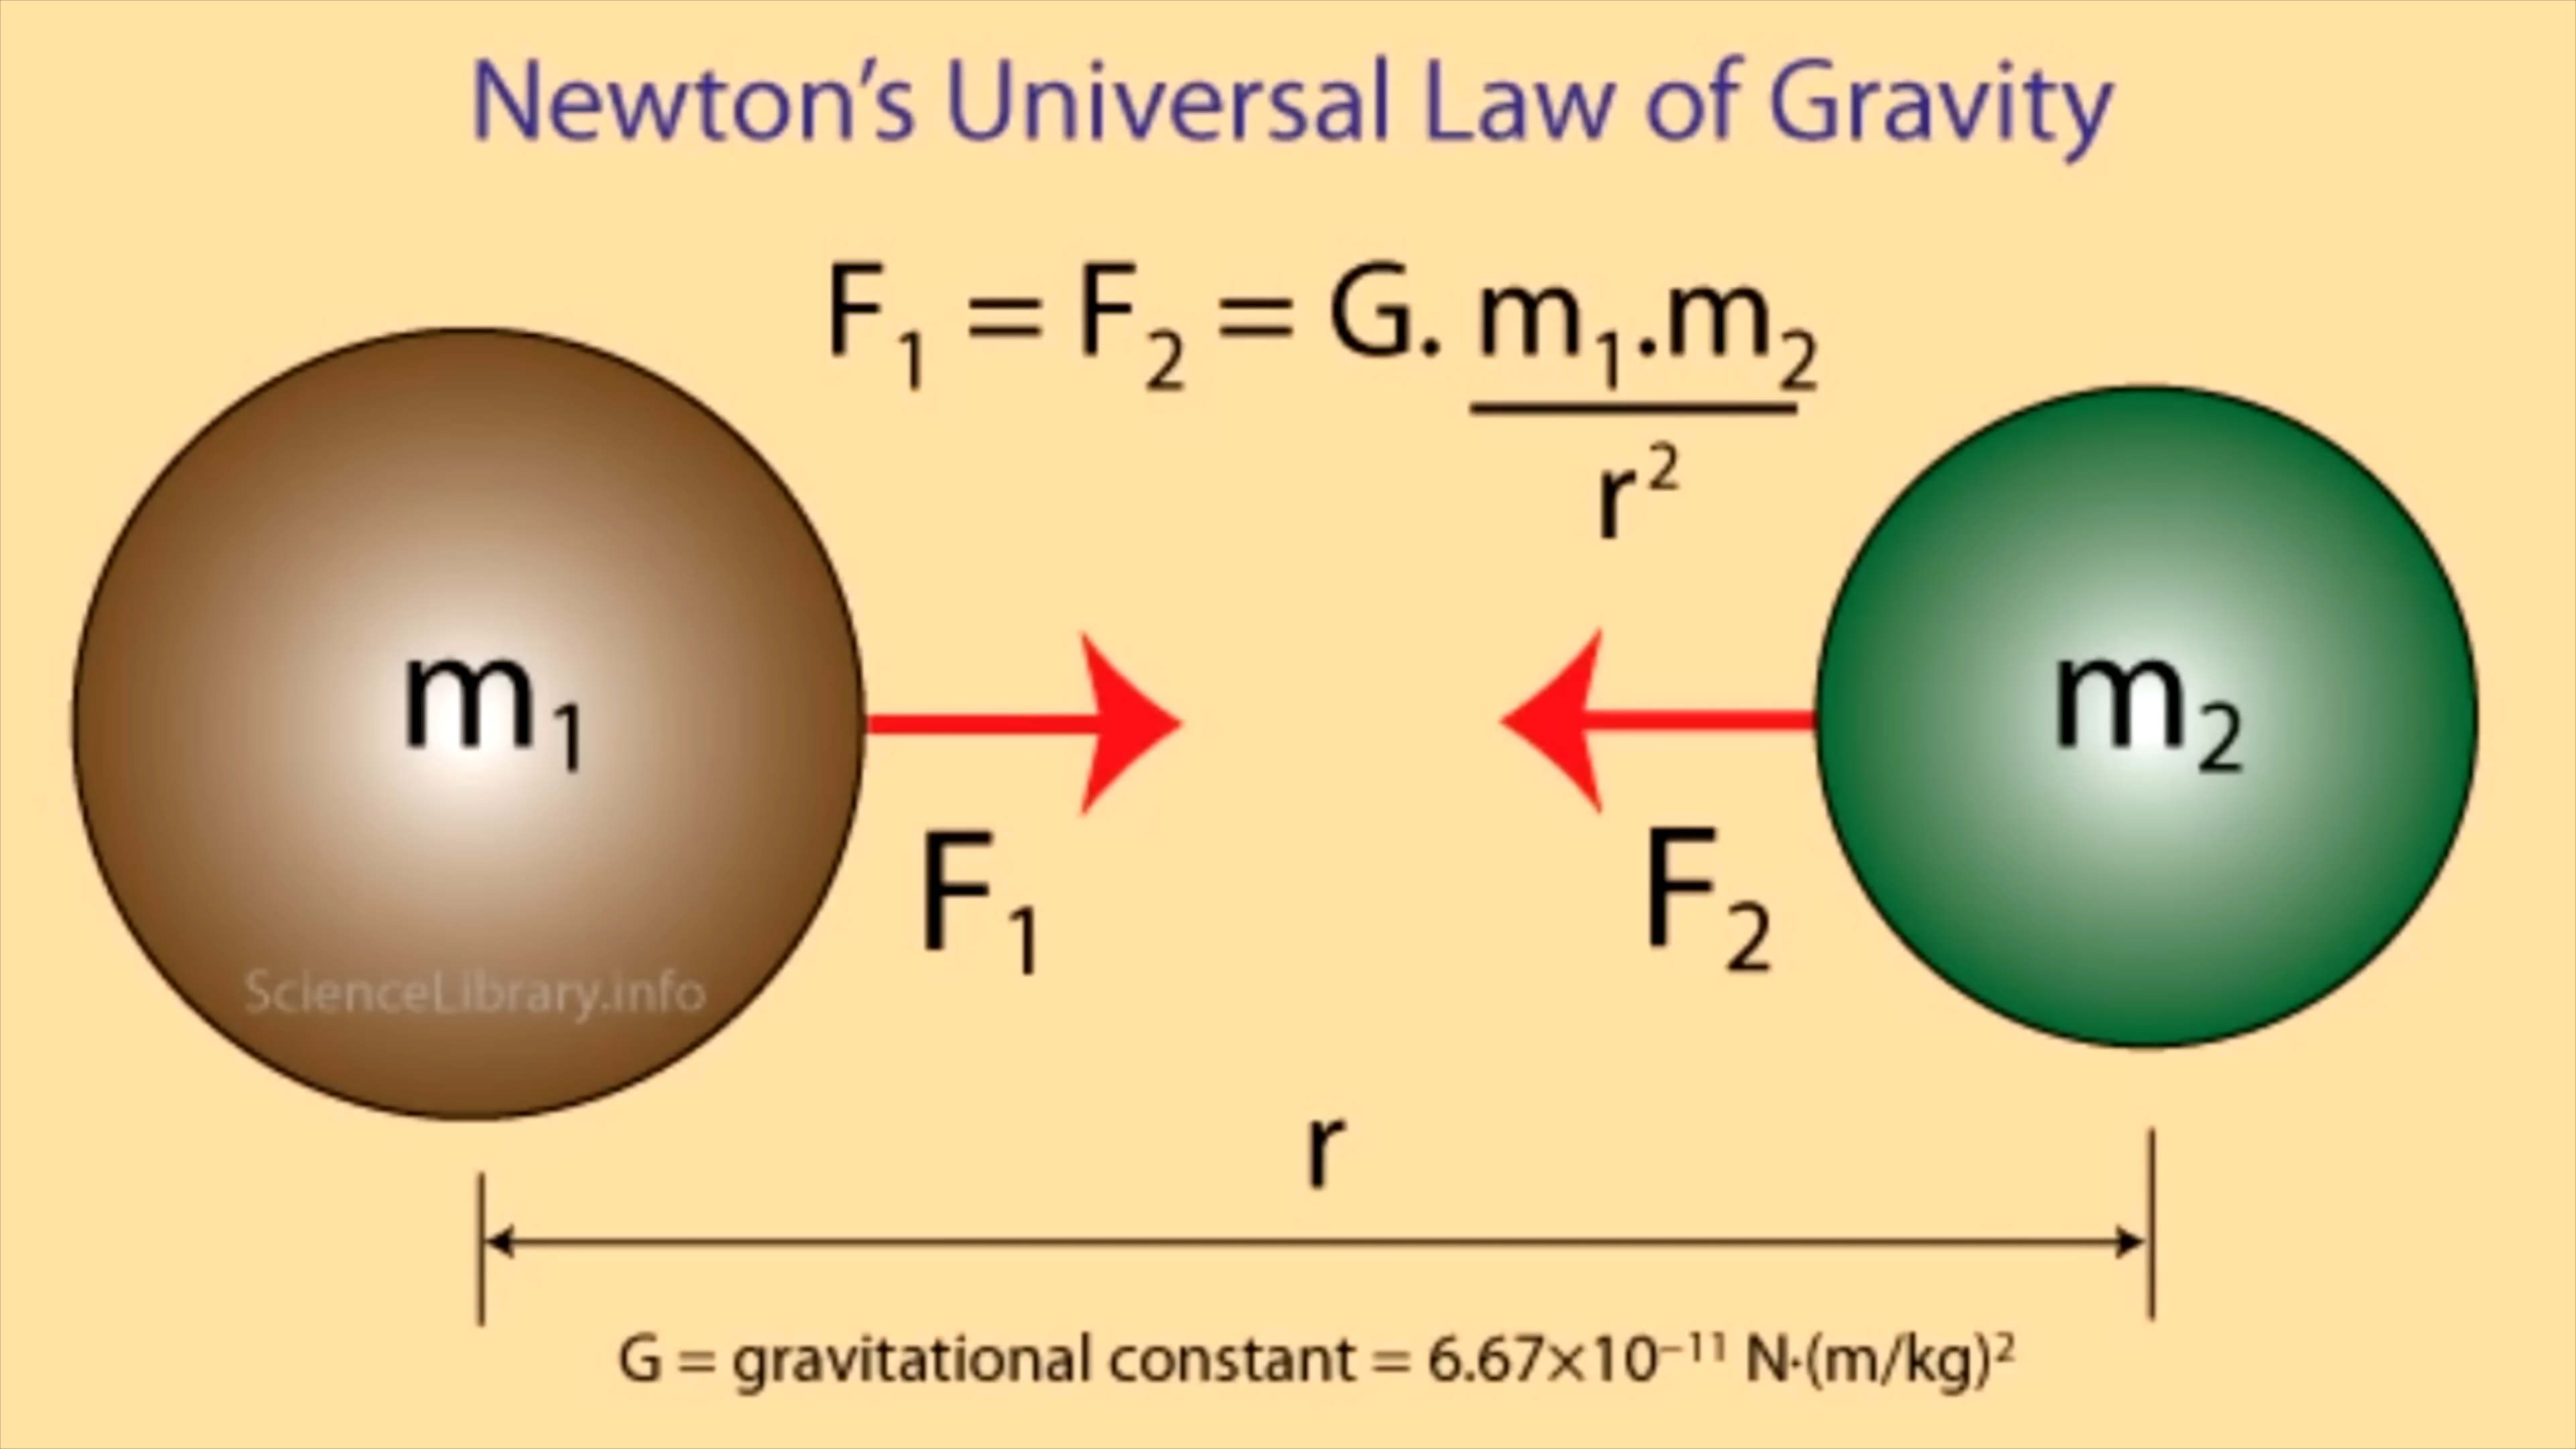 Newton's Universal Law of Gravity
F₁ = F₂ = G. m₁.m₂
r²
m₁
m₂
F₁
F₂
ScienceLibrary.info
r
G = gravitational constant = 6.67×10⁻¹¹ N·(m/kg)²